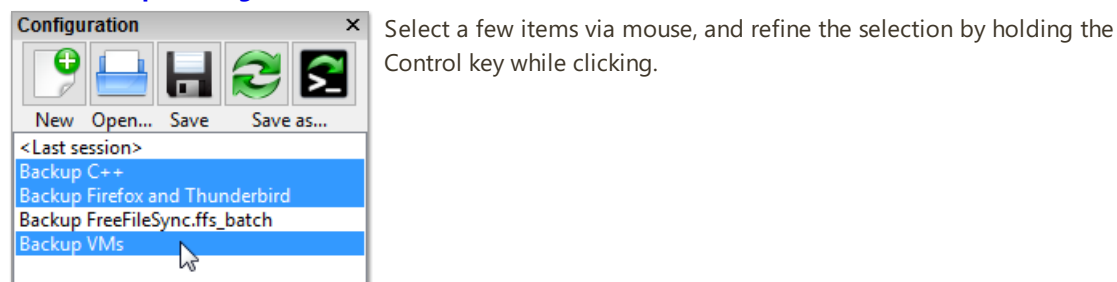 Configuration
Select a few items via mouse, and refine the selection by holding the
Control key while clicking.
New Open... Save Save as...
<Last session>
Backup C++
Backup Firefox and Thunderbird
Backup FreeFileSync.ffs_batch
Backup VMs